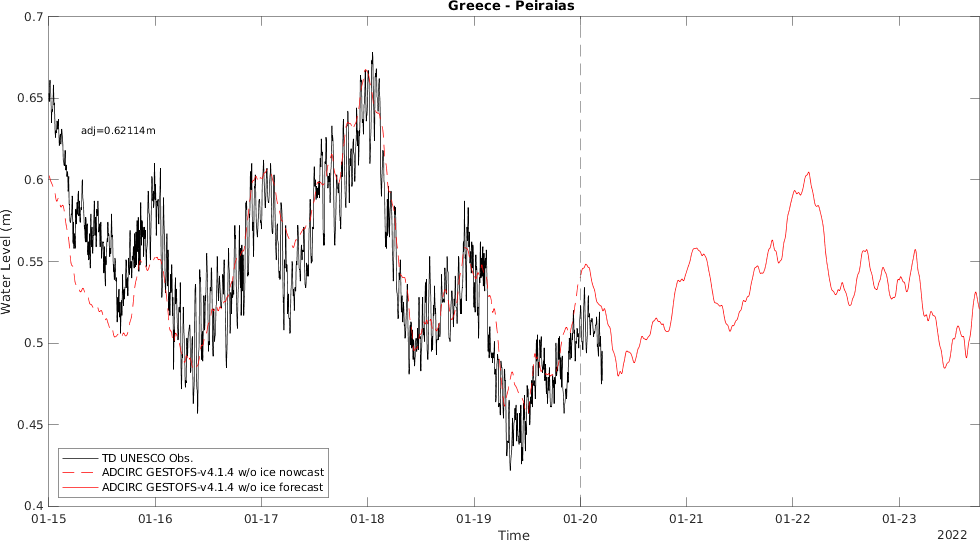 Greece - Peiraias
0.7
0.65
adj=0.62114m
0.6
0.55
0.5
0.45
0.4
Water Level (m)
TD UNESCO Obs.
ADCIRC GESTOFS-v4.1.4 w/o ice nowcast
ADCIRC GESTOFS-v4.1.4 w/o ice forecast
01-15 01-16 01-17 01-18 01-19 01-20 01-21 01-22 01-23
Time
2022